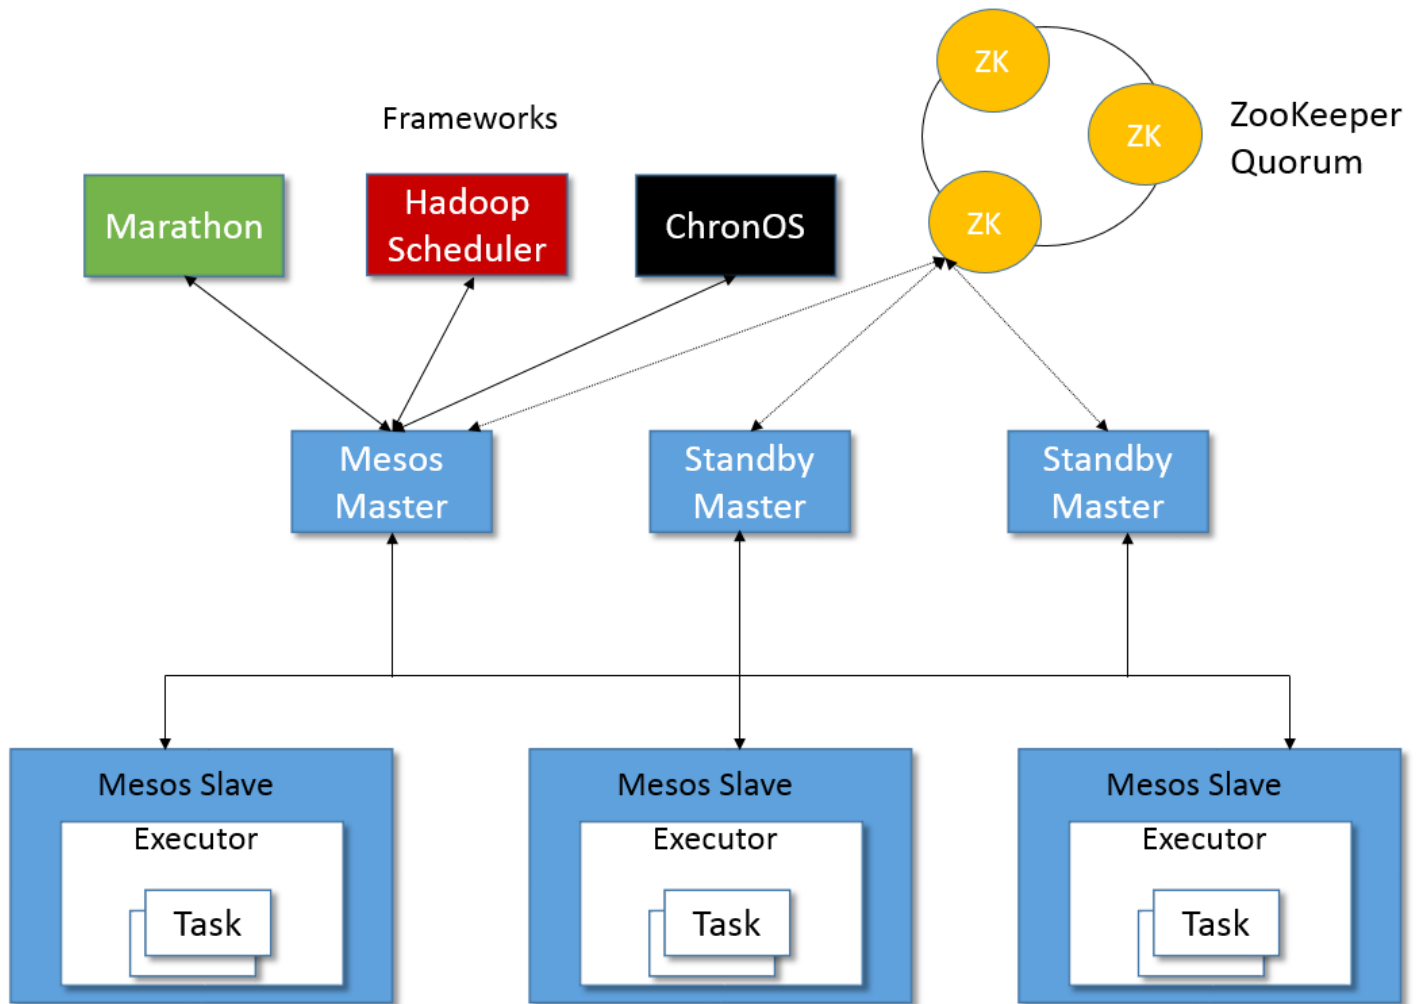 ZK
Frameworks
ZK
ZooKeeper
Quorum
Marathon
Hadoop
Scheduler
ChronOS
ZK
Mesos
Master
Standby
Master
Standby
Master
Mesos Slave
Executor
Task
Mesos Slave
Executor
Task
Mesos Slave
Executor
Task